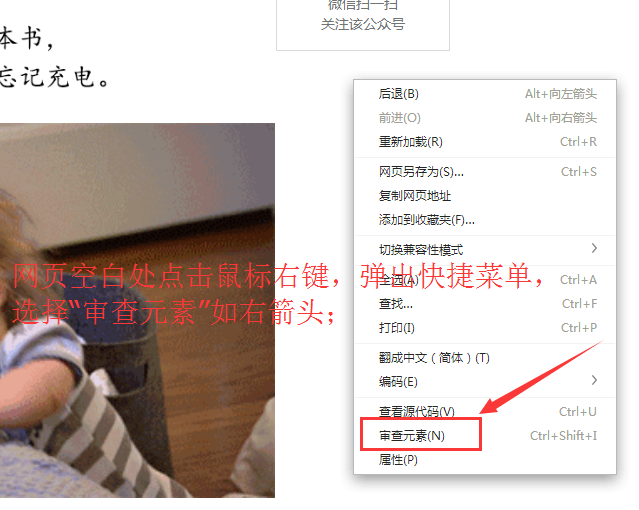 微信扫一扫
关注该公众号
本书，
忘记充电。
后退(B) Alt+向左箭头
前进(O) Alt+向右箭头
重新加载(R) Ctrl+R
网页另存为(S)... Ctrl+S
复制网页地址
添加到收藏夹(F)...
切换兼容性模式
网页空白处点击鼠标右键，弹出快捷菜单，
全选(A) Ctrl+A
选择“审查元素”如右箭头；
查找... Ctrl+F
打印(I) Ctrl+P
翻成中文（简体）(T)
编码(E)
查看源代码(V) Ctrl+U
审查元素(N) Ctrl+Shift+I
属性(P)